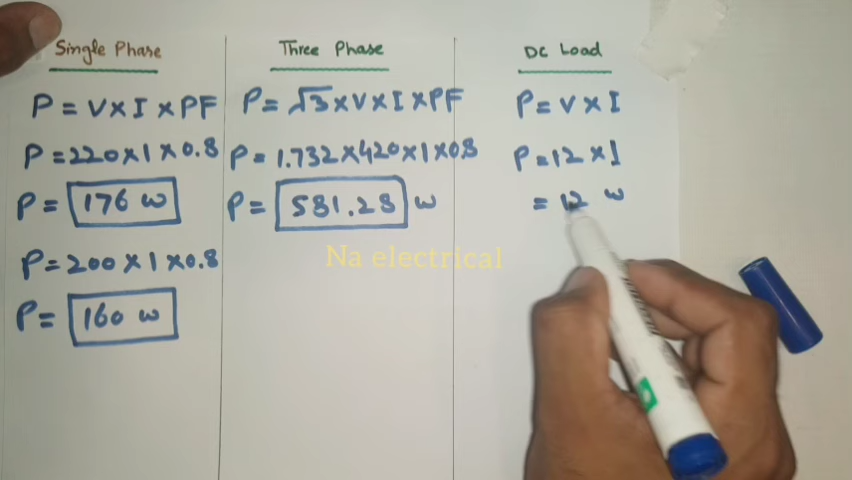 Single Phase
P = V X I X PF
P = 220 X 1 X 0.8
P = 176 w
P = 200 X 1 X 0.8
P = 160 w
Three Phase
P = √3 X V X I X PF
P = 1.732 X 420 X 1 X 0.8
P = 581.28 w
DC Load
P = V X I
P = 12 X 1
= 12 w
Na electrical